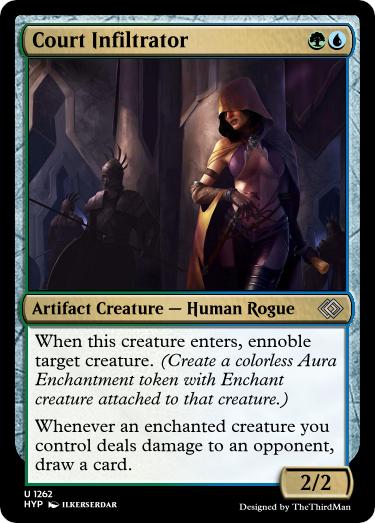 Court Infiltrator
Artifact Creature — Human Rogue
When this creature enters, ennoble
target creature. (Create a colorless Aura
Enchantment token with Enchant
creature attached to that creature.)
Whenever an enchanted creature you
control deals damage to an opponent,
draw a card.
2/2
U 1262
HYP ILKERSERDAR
Designed by TheThirdMan